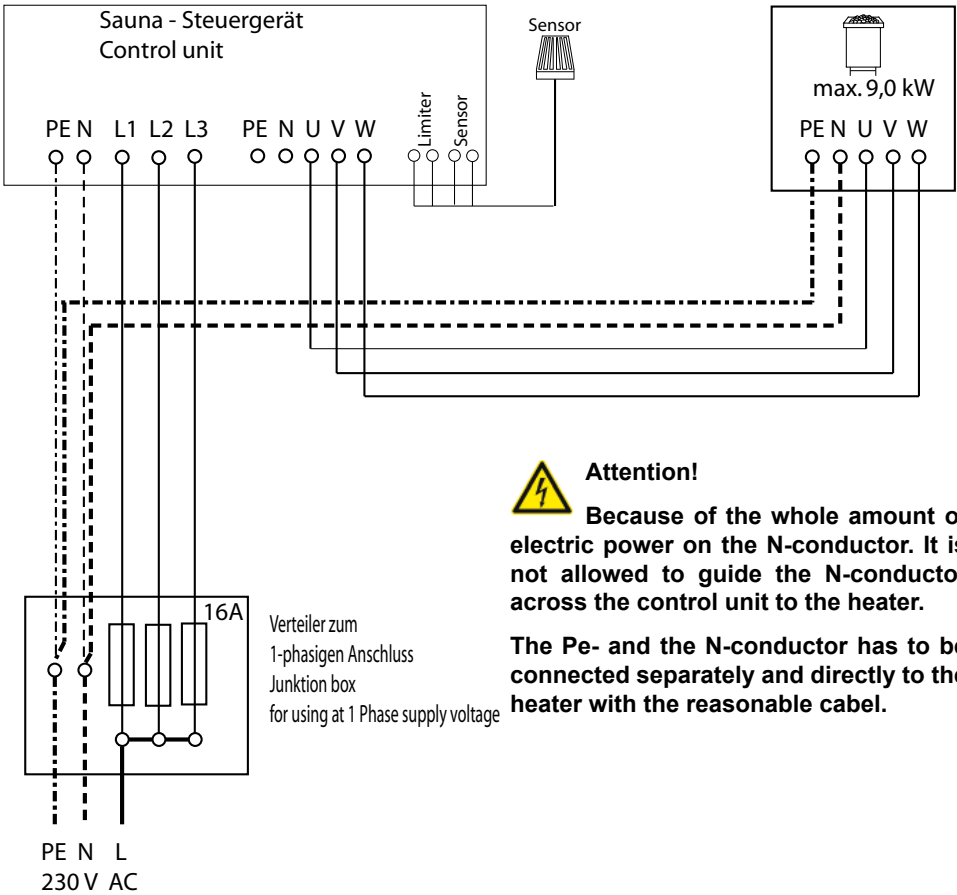 Sauna - Steuergerät
Control unit
PE N L1 L2 L3 PE N U V W
Limiter
Sensor
Sensor
max. 9,0 kW
PE N U V W
Attention!
Because of the whole amount o
electric power on the N-conductor. It is
not allowed to guide the N-conducto
across the control unit to the heater.
The Pe- and the N-conductor has to be
connected separately and directly to the
heater with the reasonable cabel.
16A
Verteiler zum
1-phasigen Anschluss
Junktion box
for using at 1 Phase supply voltage
PE N L
230 V AC